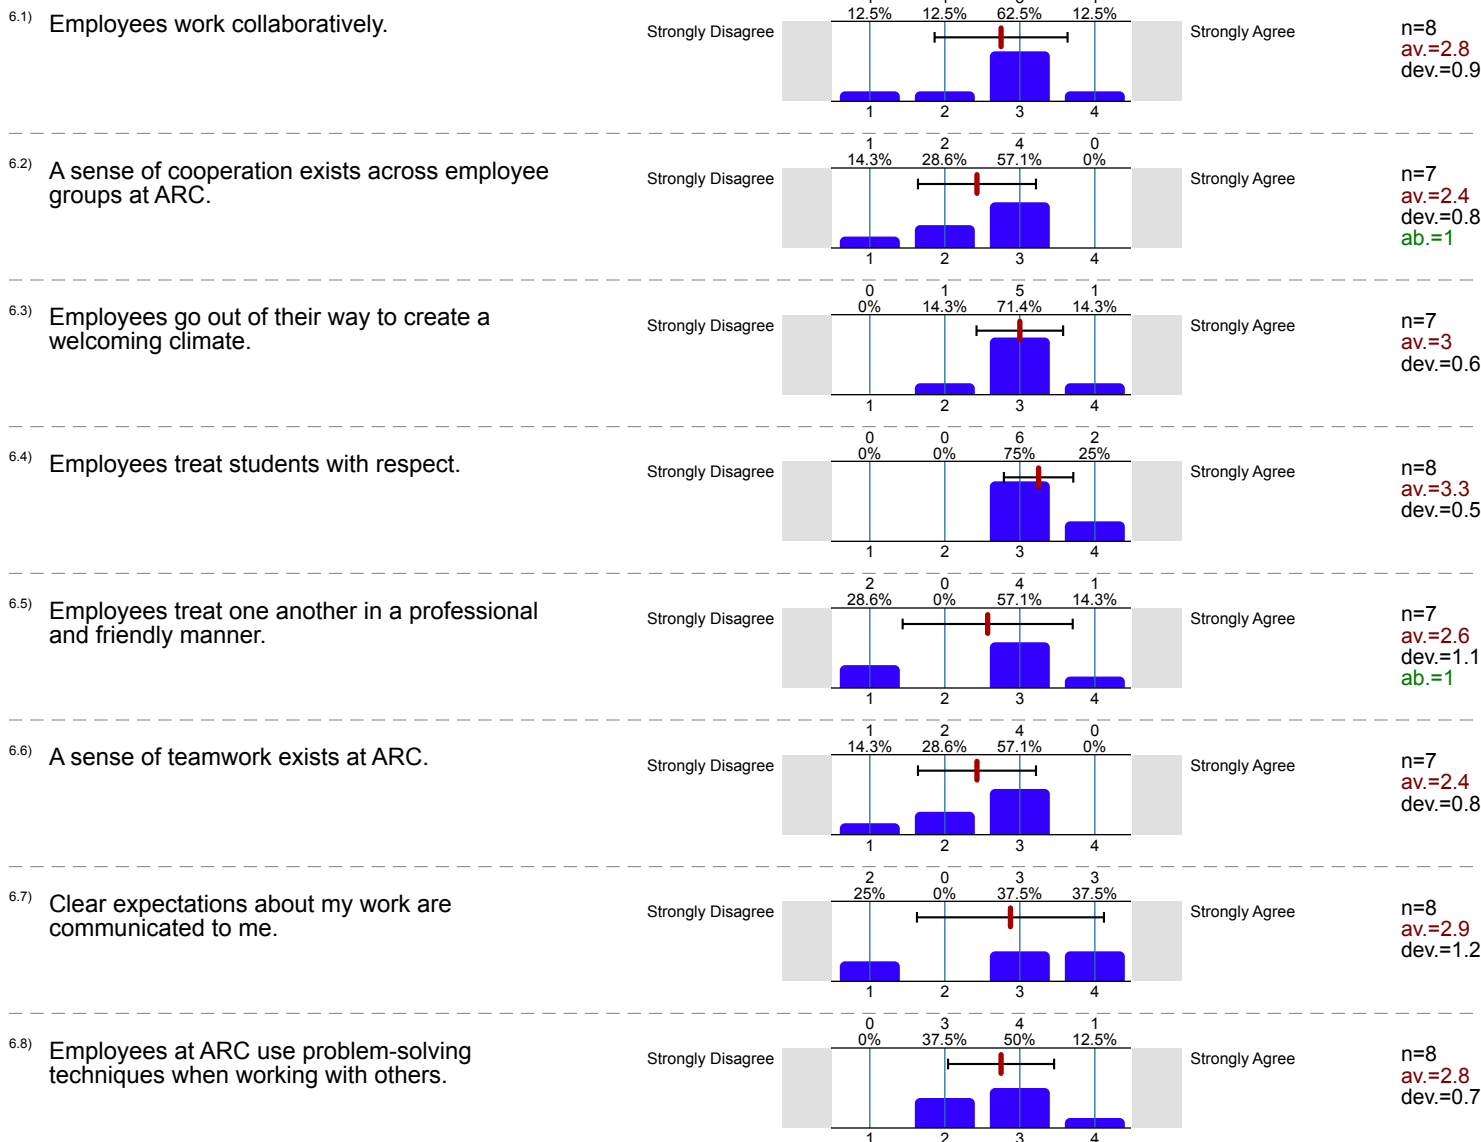 12.5% 12.5% 62.5% 12.5%
6.1) Employees work collaboratively.
Strongly Disagree
Strongly Agree
n=8
av.=2.8
dev.=0.9
1 2 3 4
1 2 4 0
14.3% 28.6% 57.1% 0%
6.2) A sense of cooperation exists across employee
groups at ARC.
Strongly Disagree
Strongly Agree
n=7
av.=2.4
dev.=0.8
ab.=1
1 2 3 4
0 1 5 1
0% 14.3% 71.4% 14.3%
6.3) Employees go out of their way to create a
welcoming climate.
Strongly Disagree
Strongly Agree
n=7
av.=3
dev.=0.6
1 2 3 4
0 0 6 2
0% 0% 75% 25%
6.4) Employees treat students with respect.
Strongly Disagree
Strongly Agree
n=8
av.=3.3
dev.=0.5
1 2 3 4
2 0 4 1
28.6% 0% 57.1% 14.3%
6.5) Employees treat one another in a professional
and friendly manner.
Strongly Disagree
Strongly Agree
n=7
av.=2.6
dev.=1.1
ab.=1
1 2 3 4
1 2 4 0
14.3% 28.6% 57.1% 0%
6.6) A sense of teamwork exists at ARC.
Strongly Disagree
Strongly Agree
n=7
av.=2.4
dev.=0.8
1 2 3 4
2 0 3 3
25% 0% 37.5% 37.5%
6.7) Clear expectations about my work are
communicated to me.
Strongly Disagree
Strongly Agree
n=8
av.=2.9
dev.=1.2
1 2 3 4
0 3 4 1
0% 37.5% 50% 12.5%
6.8) Employees at ARC use problem-solving
techniques when working with others.
Strongly Disagree
Strongly Agree
n=8
av.=2.8
dev.=0.7
1 2 3 4